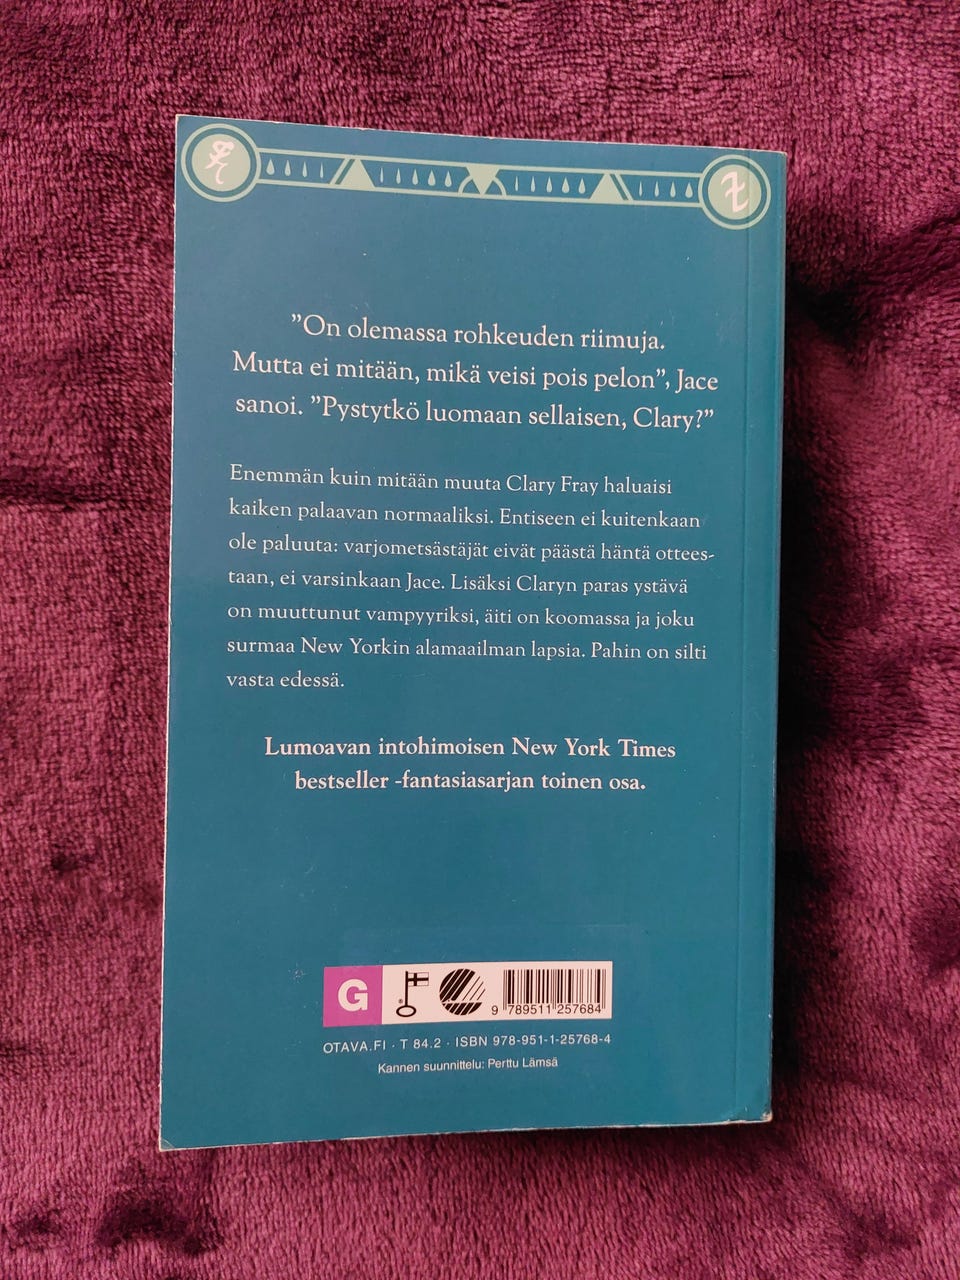 ”On olemassa rohkeuden riimuja.
Mutta ei mitään, mikä veisi pois pelon”, Jace
sanoi. ”Pystytkö luomaan sellaisen, Clary?”
Enemmän kuin mitään muuta Clary Fray haluaisi
kaiken palaavan normaaliksi. Entiseen ei kuitenkaan
ole paluuta: varjometsästäjät eivät päästä häntä ottees-
taan, ei varsinkaan Jace. Lisäksi Claryn paras ystävä
on muuttunut vampyyriksi, äiti on koomassa ja joku
surmaa New Yorkin alamaailman lapsia. Pahin on silti
vasta edessä.
Lumoavan intohimoisen New York Times
bestseller -fantasiasarjan toinen osa.
G
9 789511 257684
OTAVA.FI · T 84.2 · ISBN 978-951-1-25768-4
Kannen suunnittelu: Perttu Lämsä